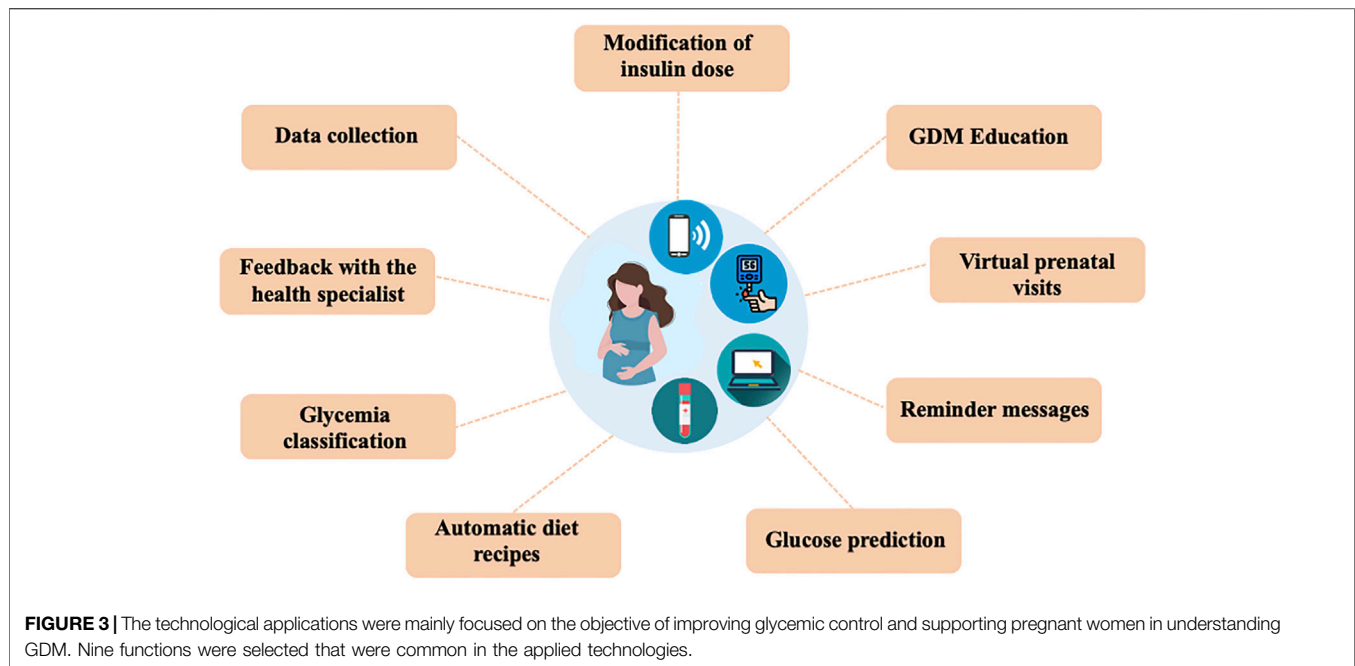 Modification of
insulin dose
Data collection
GDM Education
Feedback with the
health specialist
Virtual prenatal
visits
56
Glycemia
classification
Reminder messages
Automatic diet
recipes
Glucose prediction
FIGURE 3 | The technological applications were mainly focused on the objective of improving glycemic control and supporting pregnant women in understanding
GDM. Nine functions were selected that were common in the applied technologies.